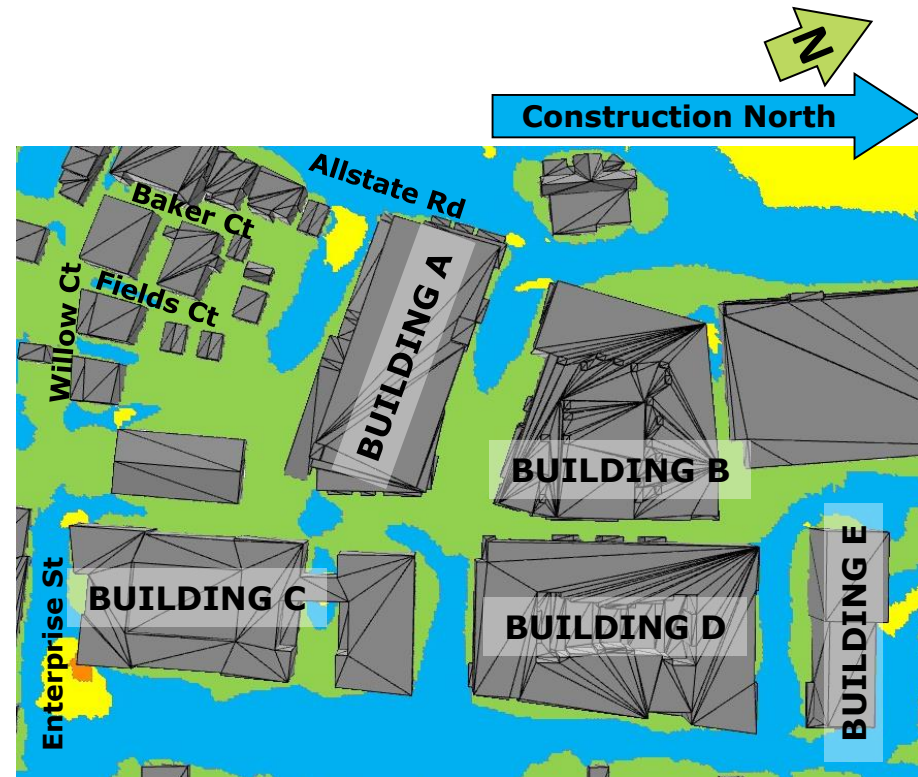 N
Construction North
Allstate Rd
Baker Ct
Fields Ct
Willow Ct
BUILDING A
BUILDING B
BUILDING C
BUILDING D
BUILDING E
Enterprise St